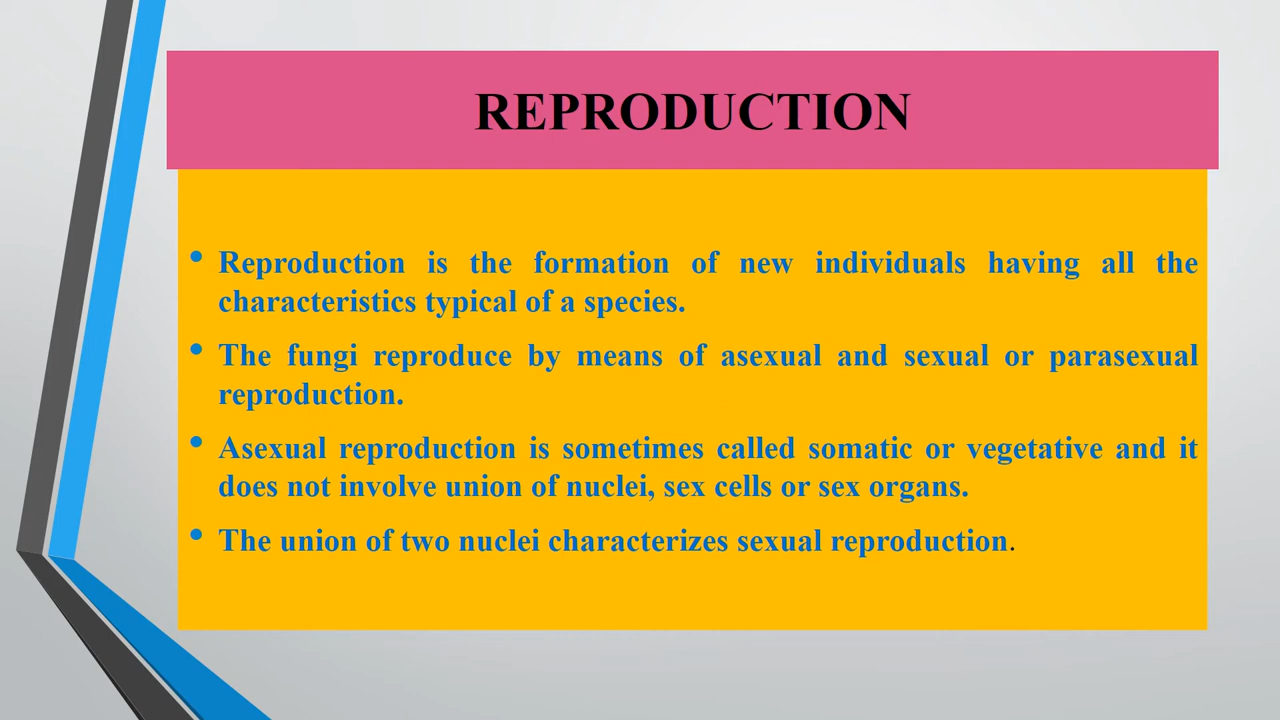 REPRODUCTION
• Reproduction is the formation of new individuals having all the
characteristics typical of a species.
• The fungi reproduce by means of asexual and sexual or parasexual
reproduction.
• Asexual reproduction is sometimes called somatic or vegetative and it
does not involve union of nuclei, sex cells or sex organs.
• The union of two nuclei characterizes sexual reproduction.